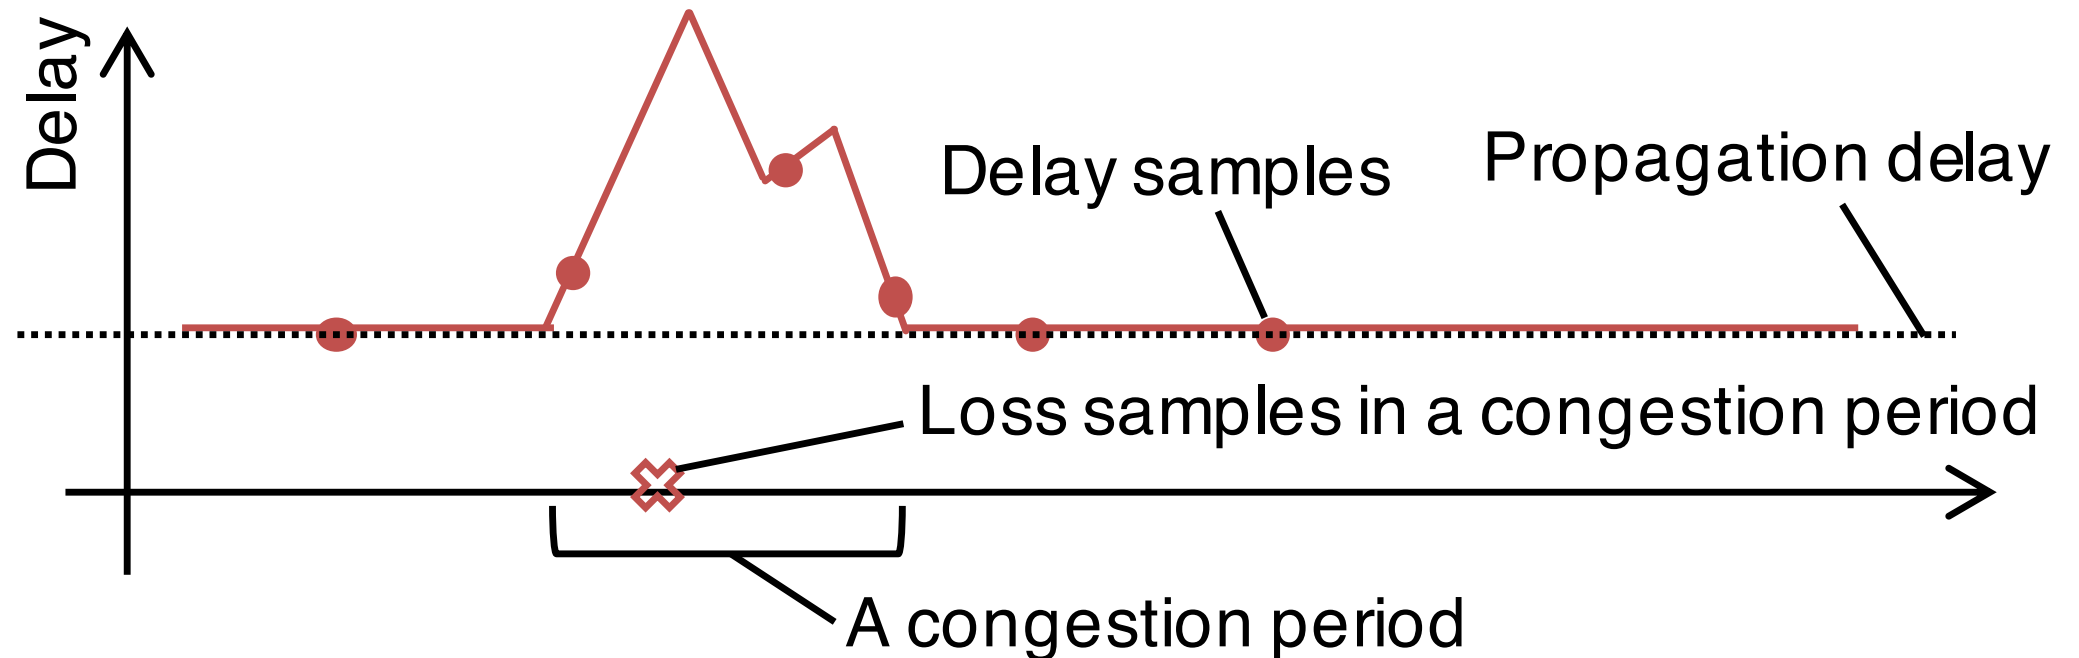 Delay
Delay samples
Propagation delay
Loss samples in a congestion period
A congestion period